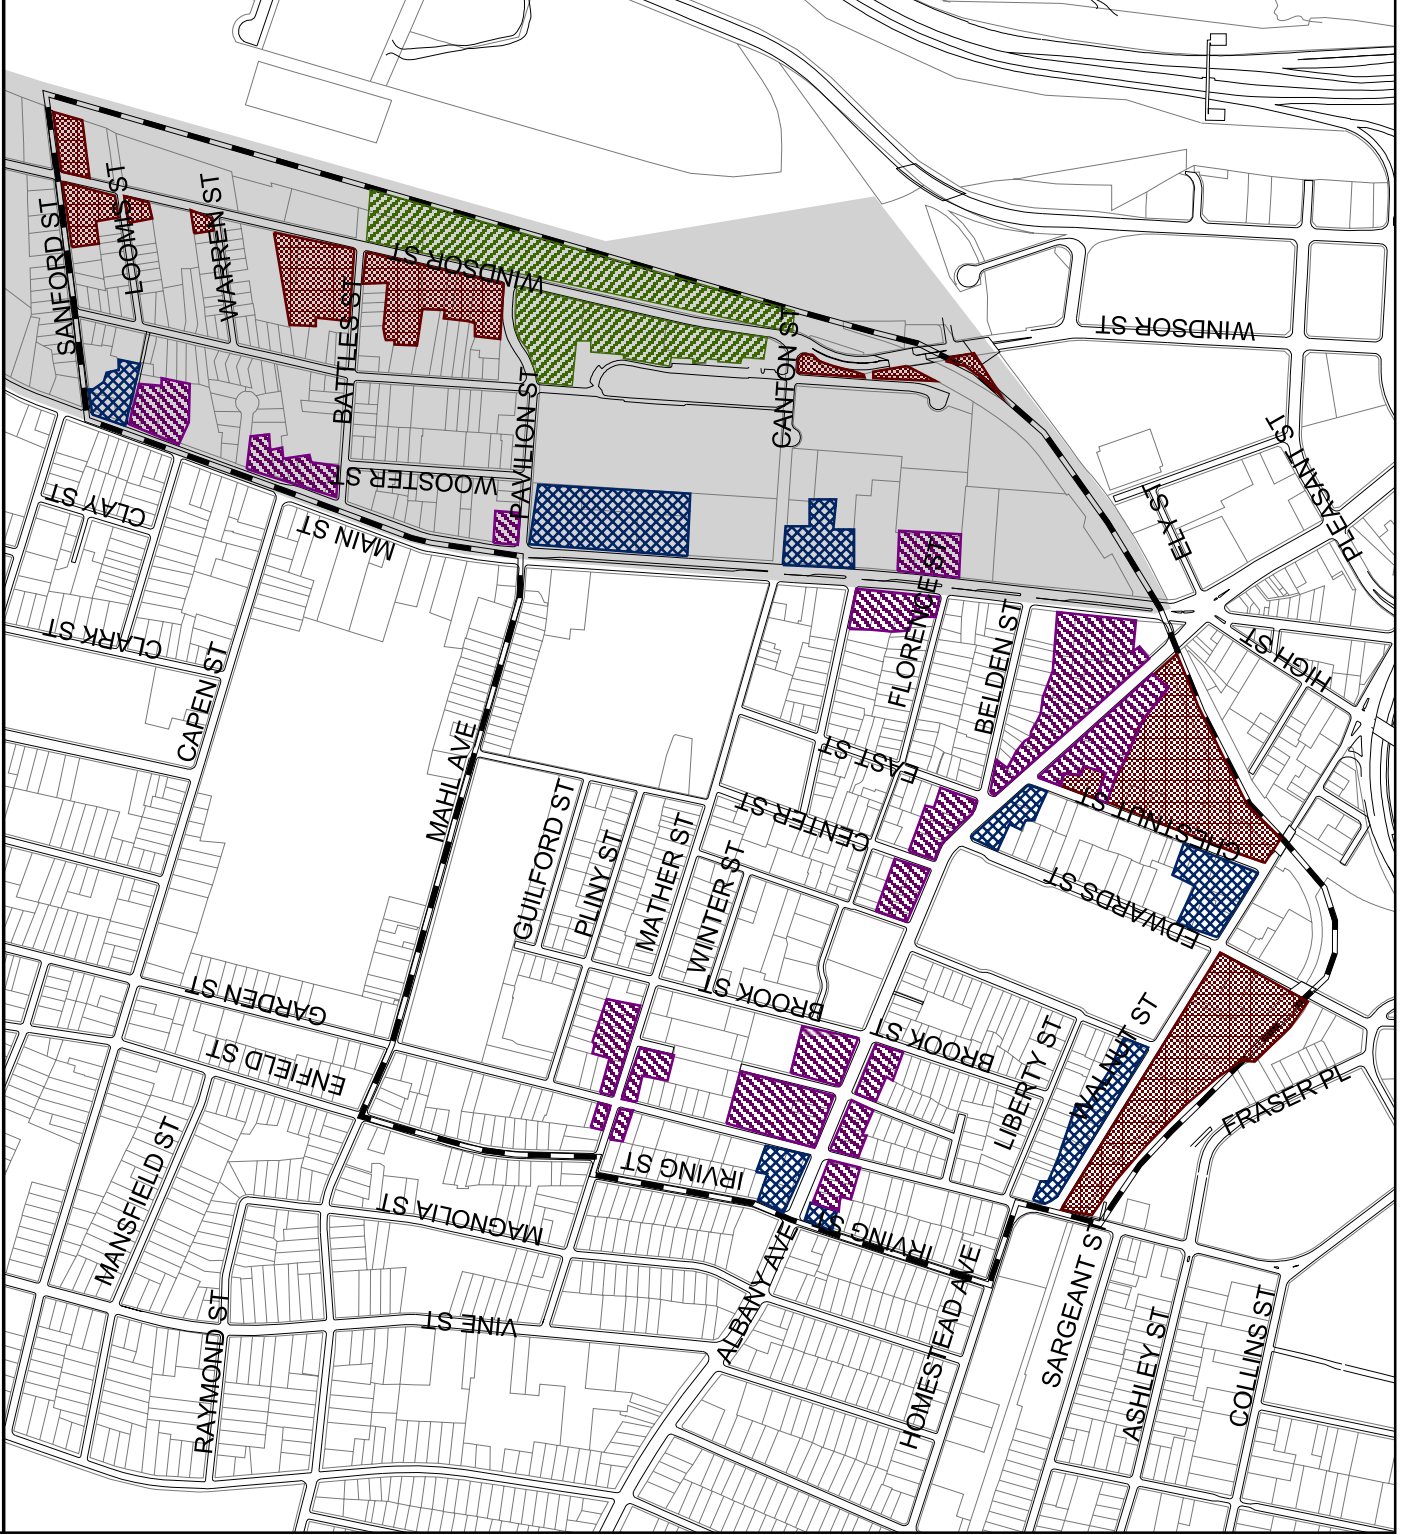 SANFORD ST
LOOMIS ST
WARREN ST
WINDSOR ST
BATTLES ST
CANTON ST
WINDSOR ST
PAVILION ST
WOOSTER ST
CLAY ST
MAIN ST
PLEASANT ST
ELY ST
FLORENCE ST
BELDEN ST
HIGH ST
CLARK ST
CAPEN ST
MAHL AVE
EAST ST
CENTER ST
CHESTNUT ST
EDWARDS ST
GUILFORD ST
PLINY ST
MATHER ST
WINTER ST
GARDEN ST
BROOK ST
BROOK ST
ENFIELD ST
LIBERTY ST
WALNUT ST
FRASER PL
MANSFIELD ST
IRVING ST
IRVING ST
MAGNOLIA ST
VINE ST
RAYMOND ST
ALBANY AVE
HOMESTEAD AVE
SARGEANT ST
ASHLEY ST
COLLINS ST